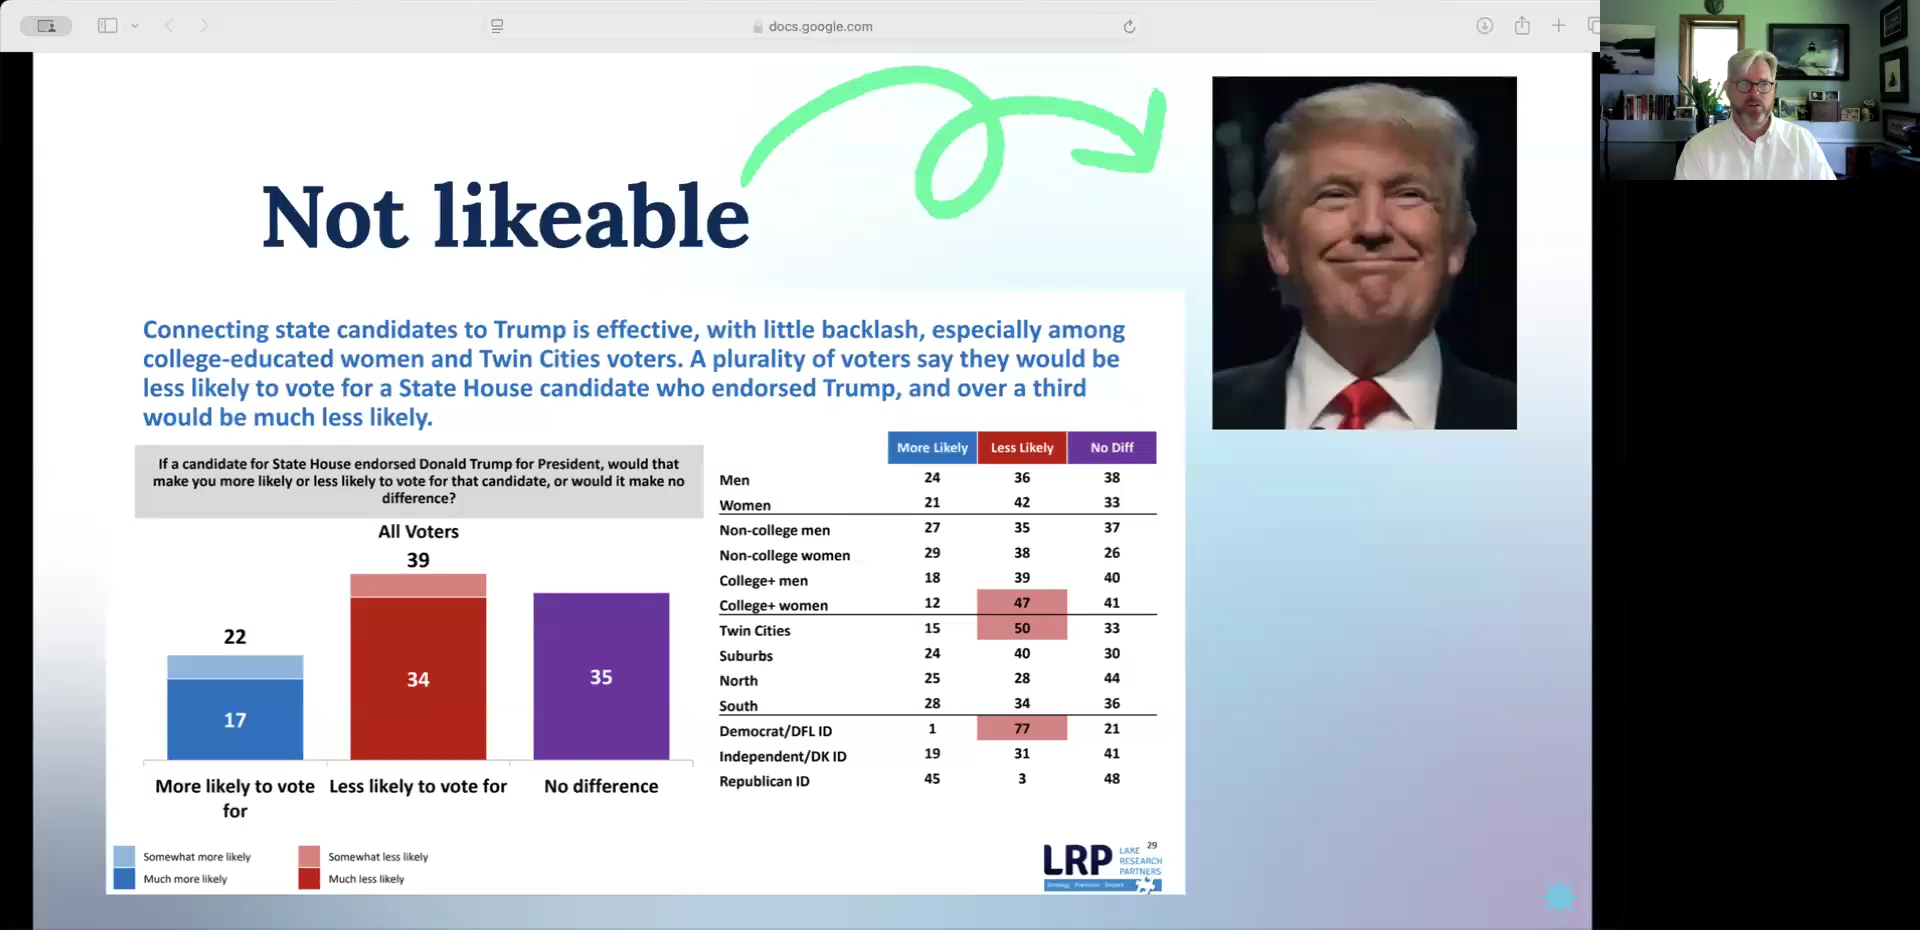 docs.google.com
Not likeable
Connecting state candidates to Trump is effective, with little backlash, especially among
college-educated women and Twin Cities voters. A plurality of voters say they would be
less likely to vote for a State House candidate who endorsed Trump, and over a third
would be much less likely.
If a candidate for State House endorsed Donald Trump for President, would that
make you more likely or less likely to vote for that candidate, or would it make no
difference?
All Voters
39
22
34
35
17
More likely to vote
for
Less likely to vote for
No difference
Somewhat more likely
Somewhat less likely
Much more likely
Much less likely
More Likely Less Likely No Diff
Men 24 36 38
Women 21 42 33
Non-college men 27 35 37
Non-college women 29 38 26
College+ men 18 39 40
College+ women 12 47 41
Twin Cities 15 50 33
Suburbs 24 40 30
North 25 28 44
South 28 34 36
Democrat/DFL ID 1 77 21
Independent/DK ID 19 31 41
Republican ID 45 3 48
29
LRP LAKE
RESEARCH
PARTNERS
Strategy Precision Impact